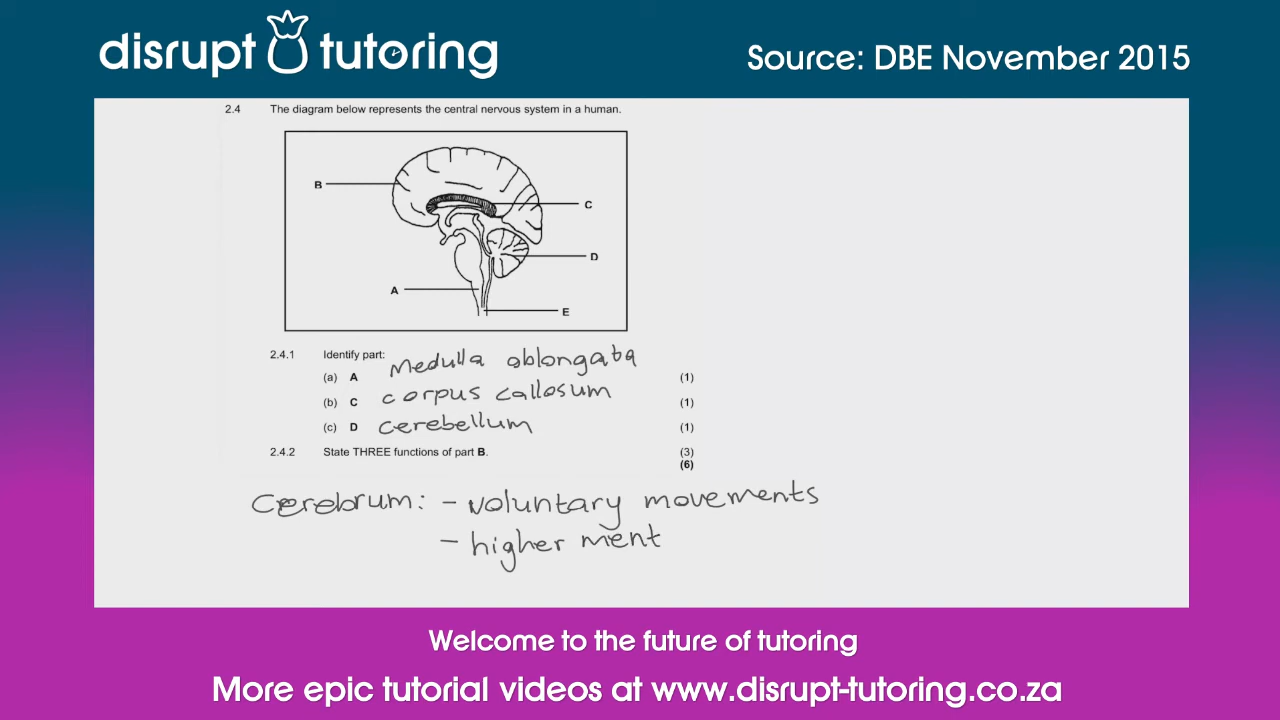 disrupt tutoring
Source: DBE November 2015
2.4 The diagram below represents the central nervous system in a human.
B
C
D
A
E
2.4.1 Identify part:
(a) A Medulla oblongata (1)
(b) C corpus callosum (1)
(c) D cerebellum (1)
2.4.2 State THREE functions of part B. (3)
(6)
Cerebrum: - voluntary movements
- higher ment
Welcome to the future of tutoring
More epic tutorial videos at www.disrupt-tutoring.co.za